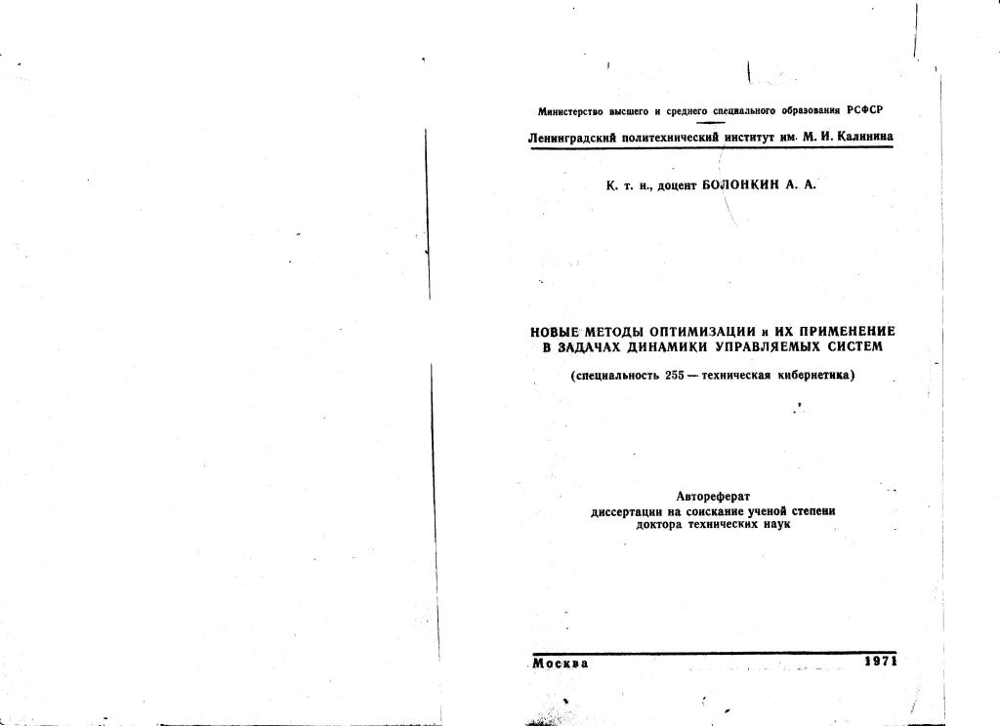 Министерство высшего и среднего специального образования РСФСР
Ленинградский политехнический институт им. М. И. Калинина
К. т. н., доцент БОЛОНКИН А. А.
НОВЫЕ МЕТОДЫ ОПТИМИЗАЦИИ и ИХ ПРИМЕНЕНИЕ
В ЗАДАЧАХ ДИНАМИКИ УПРАВЛЯЕМЫХ СИСТЕМ
(специальность 255 — техническая кибернетика)
Автореферат
диссертации на соискание ученой степени
доктора технических наук
Москва 1971